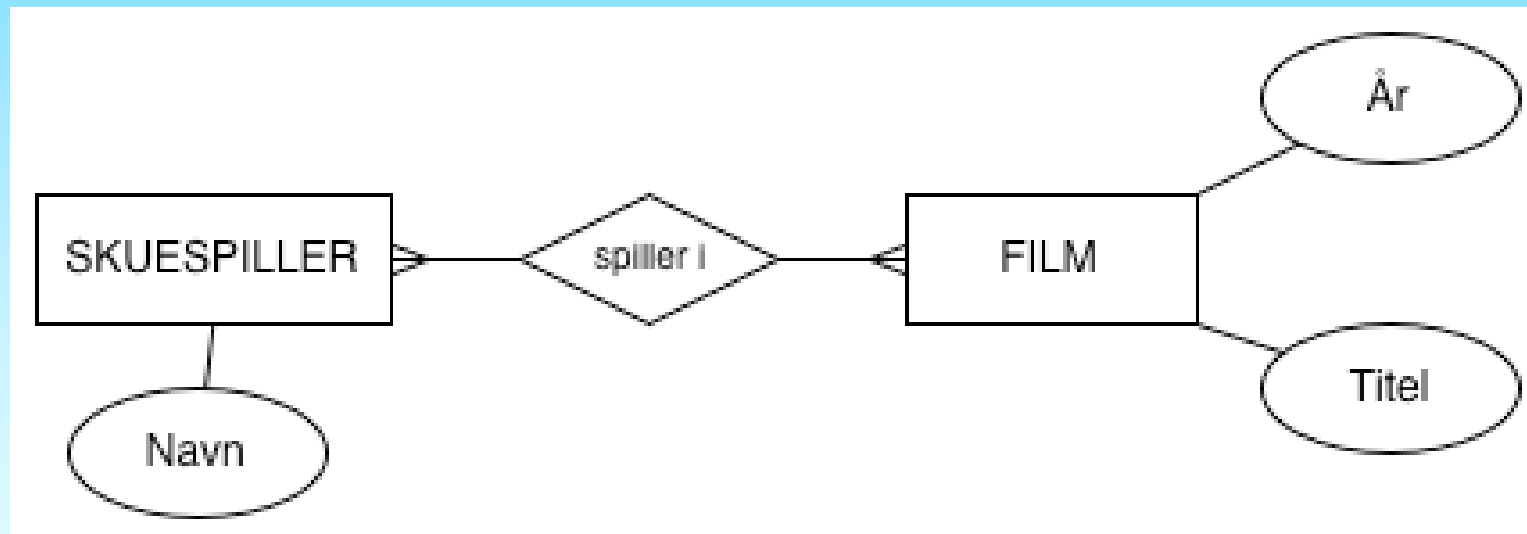 År
SKUESPILLER
spiller i
FILM
Titel
Navn